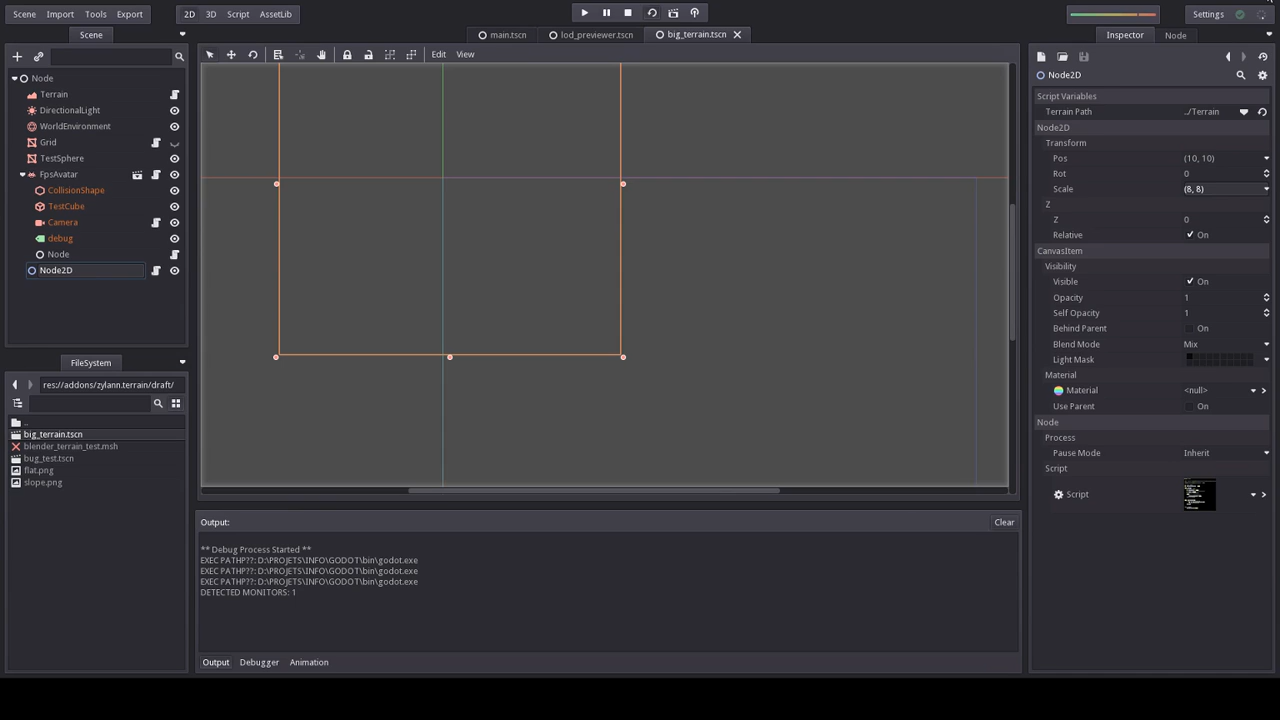 Scene Import Tools Export 2D 3D Script AssetLib Settings
Scene main.tscn lod_previewer.tscn big_terrain.tscn Inspector Node
Edit View
Node
Terrain
DirectionalLight
WorldEnvironment
Grid
TestSphere
FpsAvatar
CollisionShape
TestCube
Camera
debug
Node
Node2D
FileSystem
res://addons/zylann.terrain/draft/
..
big_terrain.tscn
blender_terrain_test.msh
bug_test.tscn
flat.png
slope.png
Output: Clear
** Debug Process Started **
EXEC PATHP??: D:\PROJETS\INFO\GODOT\bin\godot.exe
EXEC PATHP??: D:\PROJETS\INFO\GODOT\bin\godot.exe
EXEC PATHP??: D:\PROJETS\INFO\GODOT\bin\godot.exe
DETECTED MONITORS: 1
Output Debugger Animation
Node2D
Script Variables
Terrain Path ../Terrain
Node2D
Transform
Pos (10, 10)
Rot 0
Scale (8, 8)
Z
Z 0
Relative On
CanvasItem
Visibility
Visible On
Opacity 1
Self Opacity 1
Behind Parent On
Blend Mode Mix
Light Mask
Material
Material <null>
Use Parent On
Node
Process
Pause Mode Inherit
Script
Script